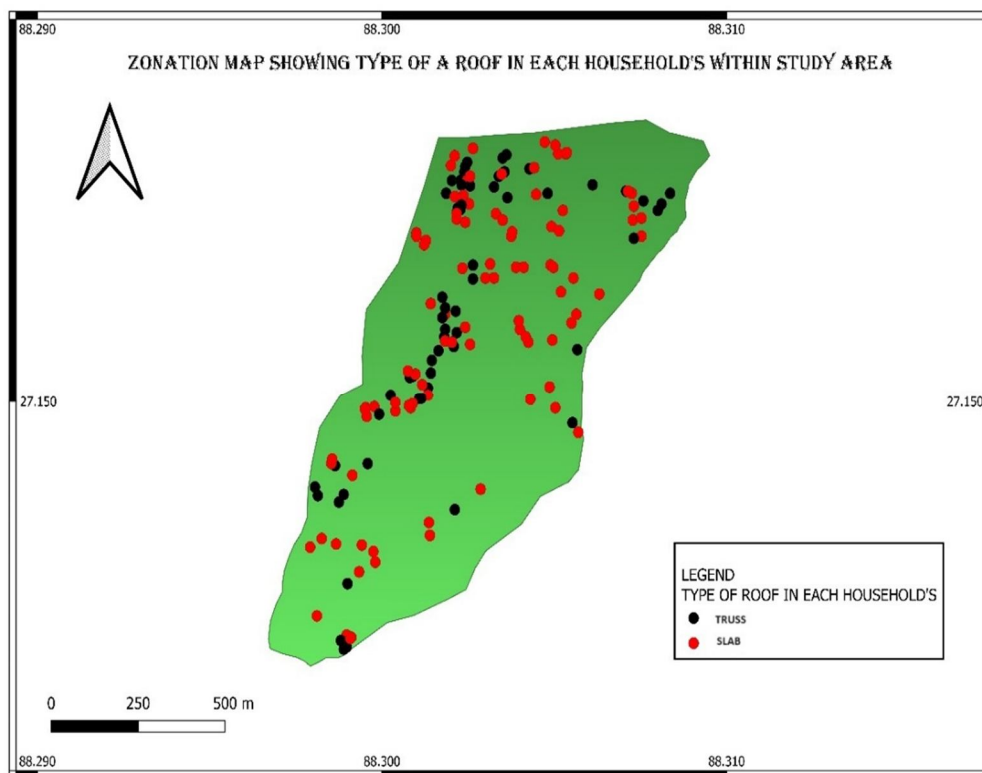 88.290 88.300 88.310
ZONATION MAP SHOWING TYPE OF A ROOF IN EACH HOUSEHOLD'S WITHIN STUDY AREA
27.150 27.150
LEGEND
TYPE OF ROOF IN EACH HOUSEHOLD'S
TRUSS
SLAB
0 250 500 m
88.290 88.300 88.310